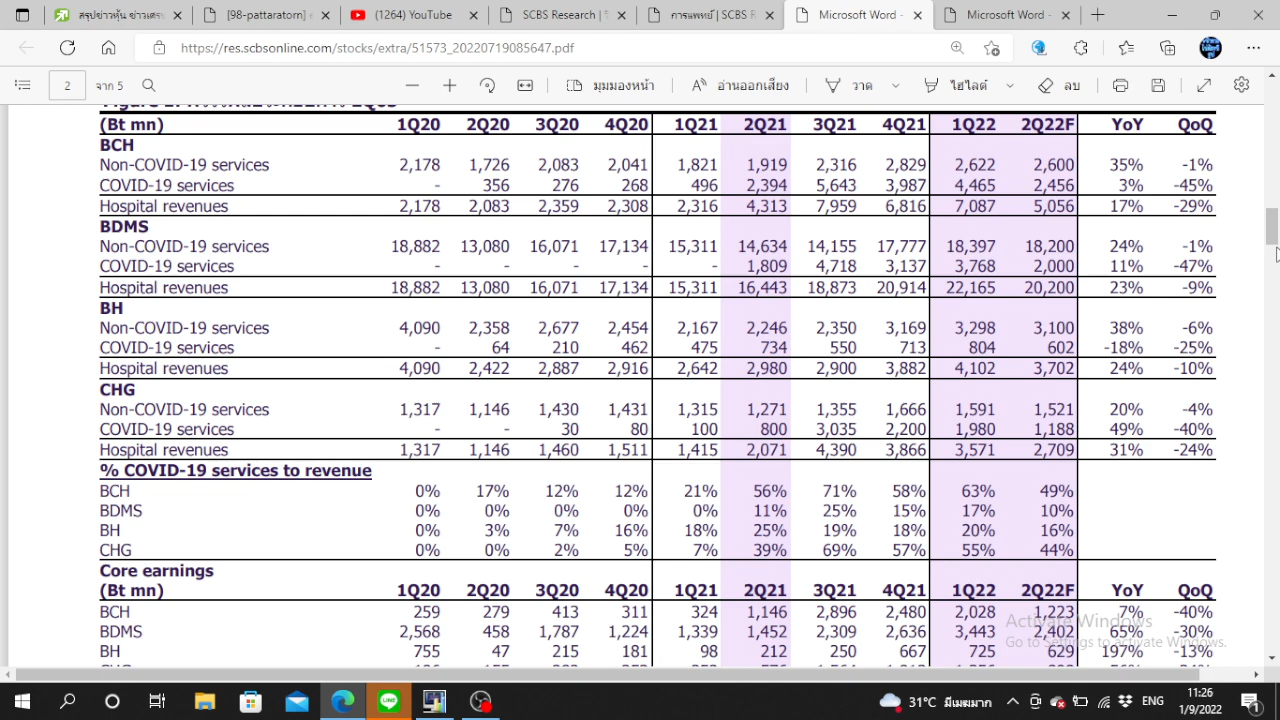 [98-pattaratorn]
(1264) YouTube
SCBS Research |
การแพทย์ | SCBS R
Microsoft Word -
Microsoft Word -
https://res.scbsonline.com/stocks/extra/51573_20220719085647.pdf
2 จาก 5 มุมมองหน้า อ่านออกเสียง วาด ไฮไลต์ ลบ
(Bt mn) 1Q20 2Q20 3Q20 4Q20 1Q21 2Q21 3Q21 4Q21 1Q22 2Q22F YoY QoQ
BCH
Non-COVID-19 services 2,178 1,726 2,083 2,041 1,821 1,919 2,316 2,829 2,622 2,600 35% -1%
COVID-19 services - 356 276 268 496 2,394 5,643 3,987 4,465 2,456 3% -45%
Hospital revenues 2,178 2,083 2,359 2,308 2,316 4,313 7,959 6,816 7,087 5,056 17% -29%
BDMS
Non-COVID-19 services 18,882 13,080 16,071 17,134 15,311 14,634 14,155 17,777 18,397 18,200 24% -1%
COVID-19 services - - - - - 1,809 4,718 3,137 3,768 2,000 11% -47%
Hospital revenues 18,882 13,080 16,071 17,134 15,311 16,443 18,873 20,914 22,165 20,200 23% -9%
BH
Non-COVID-19 services 4,090 2,358 2,677 2,454 2,167 2,246 2,350 3,169 3,298 3,100 38% -6%
COVID-19 services - 64 210 462 475 734 550 713 804 602 -18% -25%
Hospital revenues 4,090 2,422 2,887 2,916 2,642 2,980 2,900 3,882 4,102 3,702 24% -10%
CHG
Non-COVID-19 services 1,317 1,146 1,430 1,431 1,315 1,271 1,355 1,666 1,591 1,521 20% -4%
COVID-19 services - - 30 80 100 800 3,035 2,200 1,980 1,188 49% -40%
Hospital revenues 1,317 1,146 1,460 1,511 1,415 2,071 4,390 3,866 3,571 2,709 31% -24%
% COVID-19 services to revenue
BCH 0% 17% 12% 12% 21% 56% 71% 58% 63% 49%
BDMS 0% 0% 0% 0% 0% 11% 25% 15% 17% 10%
BH 0% 3% 7% 16% 18% 25% 19% 18% 20% 16%
CHG 0% 0% 2% 5% 7% 39% 69% 57% 55% 44%
Core earnings
(Bt mn) 1Q20 2Q20 3Q20 4Q20 1Q21 2Q21 3Q21 4Q21 1Q22 2Q22F YoY QoQ
BCH 259 279 413 311 324 1,146 2,896 2,480 2,028 1,223 7% -40%
BDMS 2,568 458 1,787 1,224 1,339 1,452 2,309 2,636 3,443 2,402 65% -30%
BH 755 47 215 181 98 212 250 667 725 629 197% -13%
Activate Windows
Go to Settings to activate Windows.
LINE
31°C มีเมฆมาก ENG 11:26
1/9/2022
1